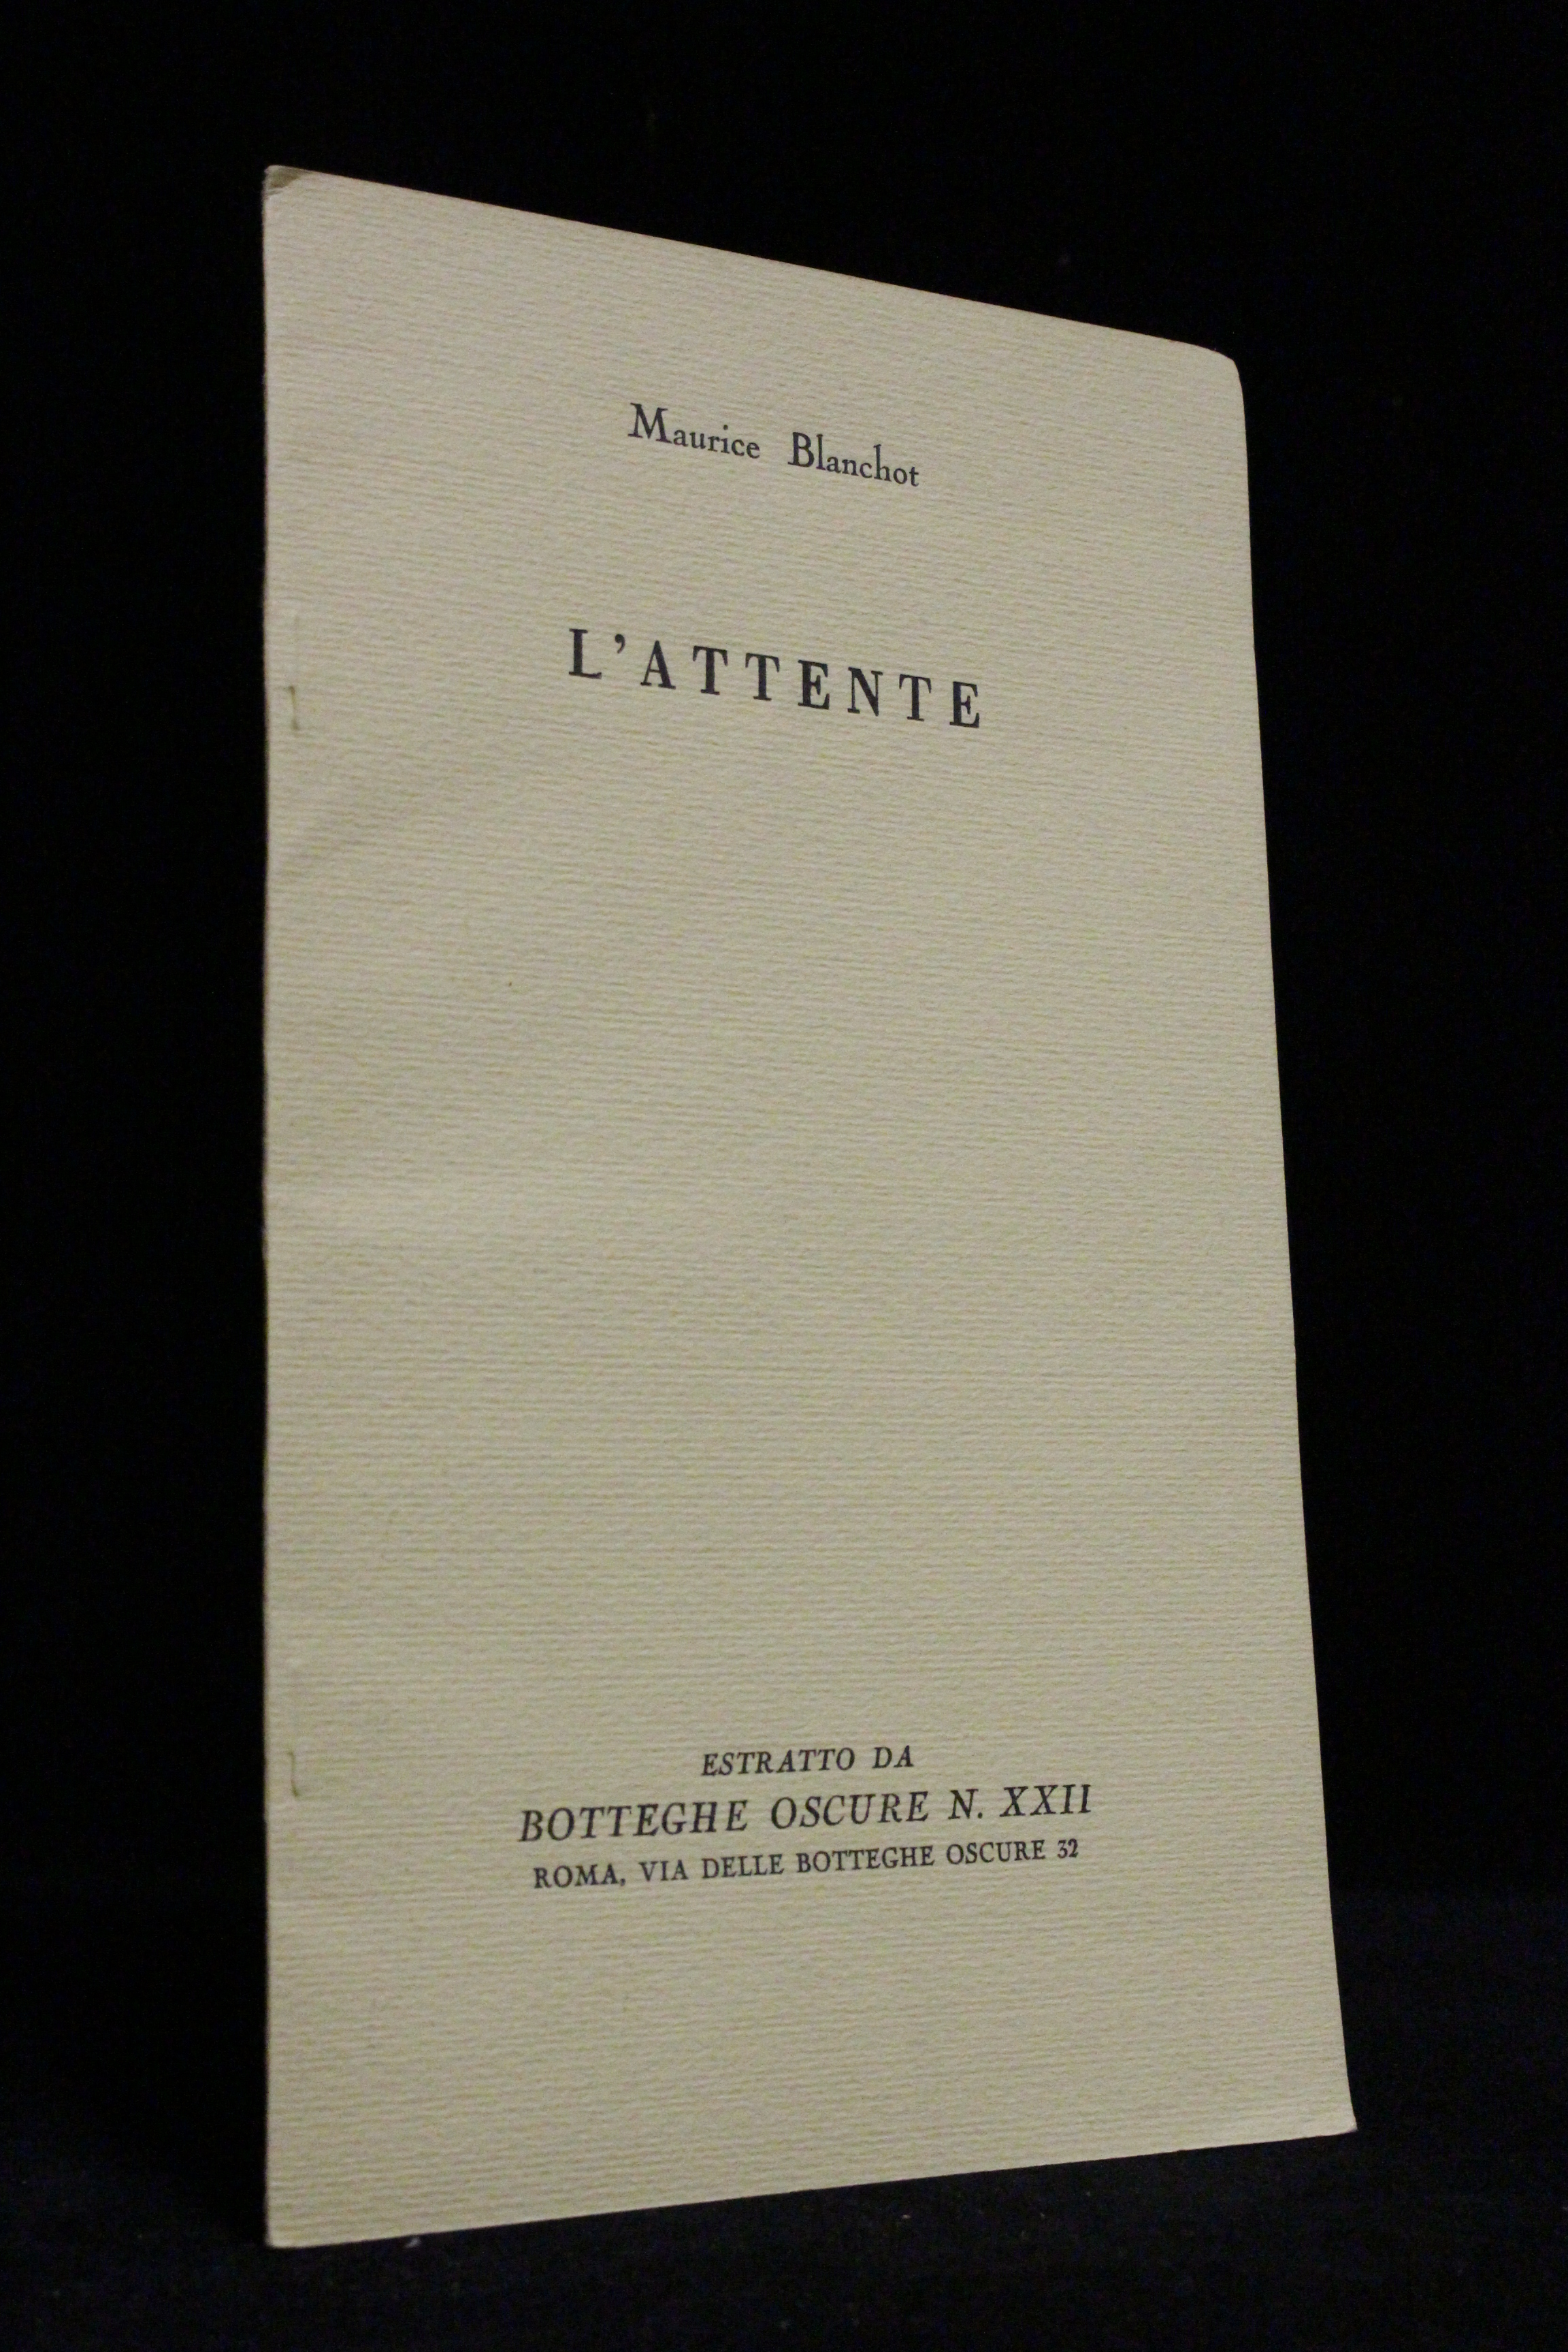 Maurice Blanchot
L'ATTENTE
ESTRATTO DA
BOTTEGHE OSCURE N. XXII
ROMA, VIA DELLE BOTTEGHE OSCURE 32